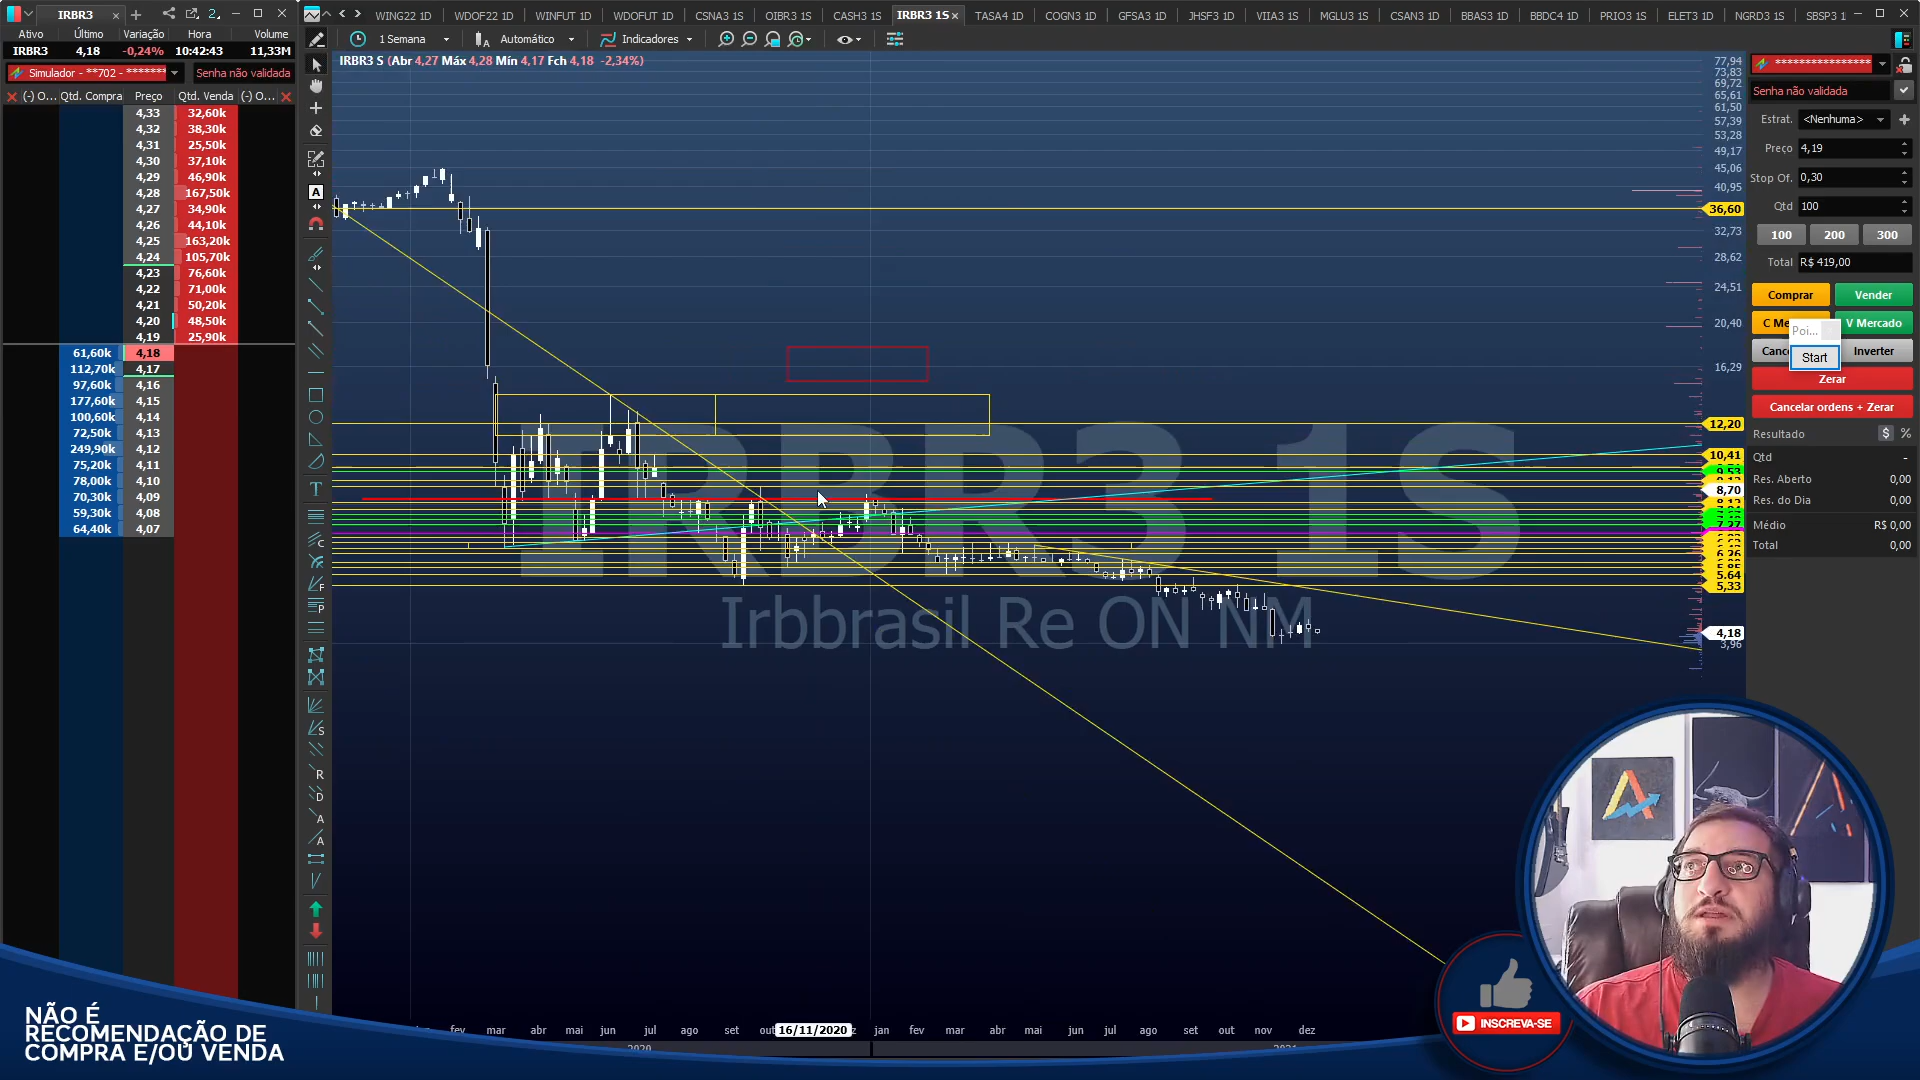 IRBR3
Ativo Último Variação Hora Volume
IRBR3 4,18 -0,24% 10:42:43 11,33M
Simulador - **702 - ******* Senha não validada
(-) O... Qtd. Compra Preço Qtd. Venda (-) O...
4,33 32,60k
4,32 38,30k
4,31 25,50k
4,30 37,10k
4,29 46,90k
4,28 167,50k
4,27 34,90k
4,26 44,10k
4,25 163,20k
4,24 105,70k
4,23 76,60k
4,22 71,00k
4,21 50,20k
4,20 48,50k
4,19 25,90k
61,60k 4,18
112,70k 4,17
97,60k 4,16
177,60k 4,15
100,60k 4,14
72,50k 4,13
249,90k 4,12
75,20k 4,11
78,00k 4,10
70,30k 4,09
59,30k 4,08
64,40k 4,07
WING22 1D WDOF22 1D WINFUT 1D WDOFUT 1D CSNA3 1S OIBR3 1S CASH3 1S IRBR3 1S TASA4 1D COGN3 1D GFSA3 1D JHSF3 1D VIIA3 1S MGLU3 1S CSAN3 1D BBAS3 1D BBDC4 1D PRIO3 1S ELET3 1D NGRD3 1S SBSP3 1
1 Semana Automático Indicadores
IRBR3 S (Abr 4,27 Máx 4,28 Mín 4,17 Fch 4,18 -2,34%)
IRBR3 1S
Irbbrasil Re ON NM
77,94
73,83
69,72
65,61
61,50
57,39
53,28
49,17
45,06
40,95
36,60
32,73
28,62
24,51
20,40
16,29
12,20
10,41
8,70
5,64
5,33
4,18
3,96
fev mar abr mai jun jul ago set out 16/11/2020 jan fev mar abr mai jun jul ago set out nov dez
Senha não validada
Estrat. <Nenhuma>
Preço 4,19
Stop Of. 0,30
Qtd 100
100 200 300
Total R$ 419,00
Comprar Vender
C Me V Mercado
Poi...
Start
Canc Inverter
Zerar
Cancelar ordens + Zerar
Resultado $ %
Qtd -
Res. Aberto 0,00
Res. do Dia 0,00
Médio R$ 0,00
Total 0,00
NÃO É
RECOMENDAÇÃO DE
COMPRA E/OU VENDA
INSCREVA-SE